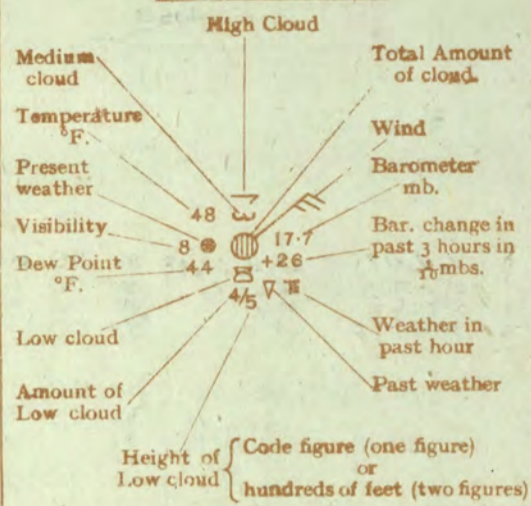 High Cloud
Medium
cloud
Total Amount
of cloud.
Temperature
°F.
Wind
Present
weather
Barometer
mb.
48
Visibility
8
17·7
Bar. change in
past 3 hours in
1/10 mbs.
+26
Dew Point
°F.
44
4/5
Low cloud
Weather in
past hour
Amount of
Low cloud
Past weather
Height of
Low cloud
Code figure (one figure)
or
hundreds of feet (two figures)